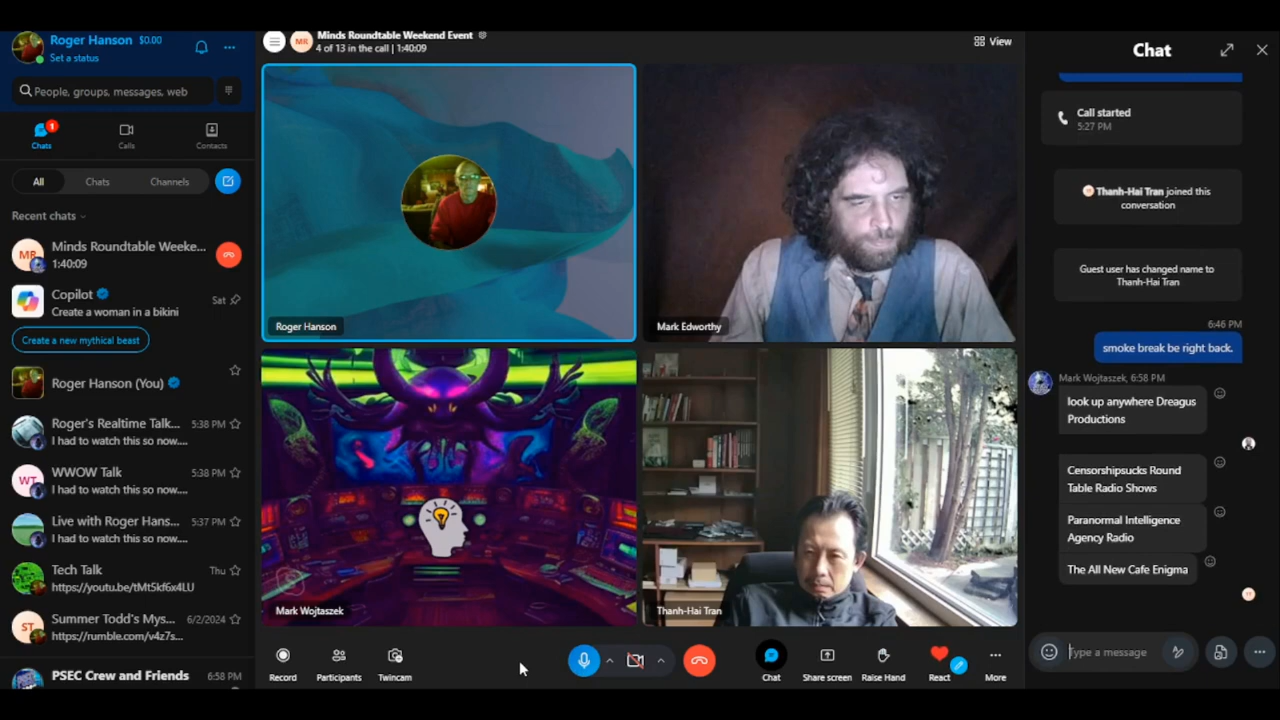 Roger Hanson $0.00
Set a status
People, groups, messages, web
1
Chats
Calls
Contacts
All
Chats
Channels
Recent chats
MR
Minds Roundtable Weeke...
1:40:09
Copilot
Create a woman in a bikini
Sat
Create a new mythical beast
Roger Hanson (You)
Roger's Realtime Talk...
5:38 PM
I had to watch this so now....
WT
WWOW Talk
5:38 PM
I had to watch this so now....
Live with Roger Hans...
5:37 PM
I had to watch this so now....
Tech Talk
Thu
https://youtu.be/tMtSkf6x4LU
ST
Summer Todd's Mys...
6/2/2024
https://rumble.com/v4z7s...
PSEC Crew and Friends
6:58 PM
MR
Minds Roundtable Weekend Event
4 of 13 in the call | 1:40:09
View
Roger Hanson
Mark Edworthy
Mark Wojtaszek
Thanh-Hai Tran
Record
Participants
Twincam
Chat
Share screen
Raise Hand
React
More
Chat
Call started
5:27 PM
Thanh-Hai Tran joined this
conversation
Guest user has changed name to
Thanh-Hai Tran
6:46 PM
smoke break be right back.
Mark Wojtaszek, 6:58 PM
look up anywhere Dreagus
Productions
Censorshipsucks Round
Table Radio Shows
Paranormal Intelligence
Agency Radio
The All New Cafe Enigma
Type a message